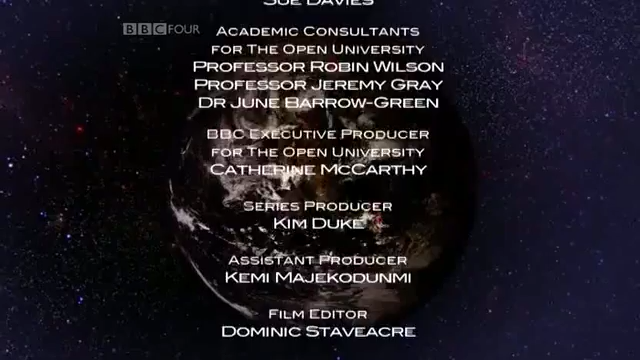 Sue Davies
BBC FOUR
Academic Consultants
for The Open University
Professor Robin Wilson
Professor Jeremy Gray
Dr June Barrow-Green
BBC Executive Producer
for The Open University
Catherine McCarthy
Series Producer
Kim Duke
Assistant Producer
Kemi Majekodunmi
Film Editor
Dominic Staveacre